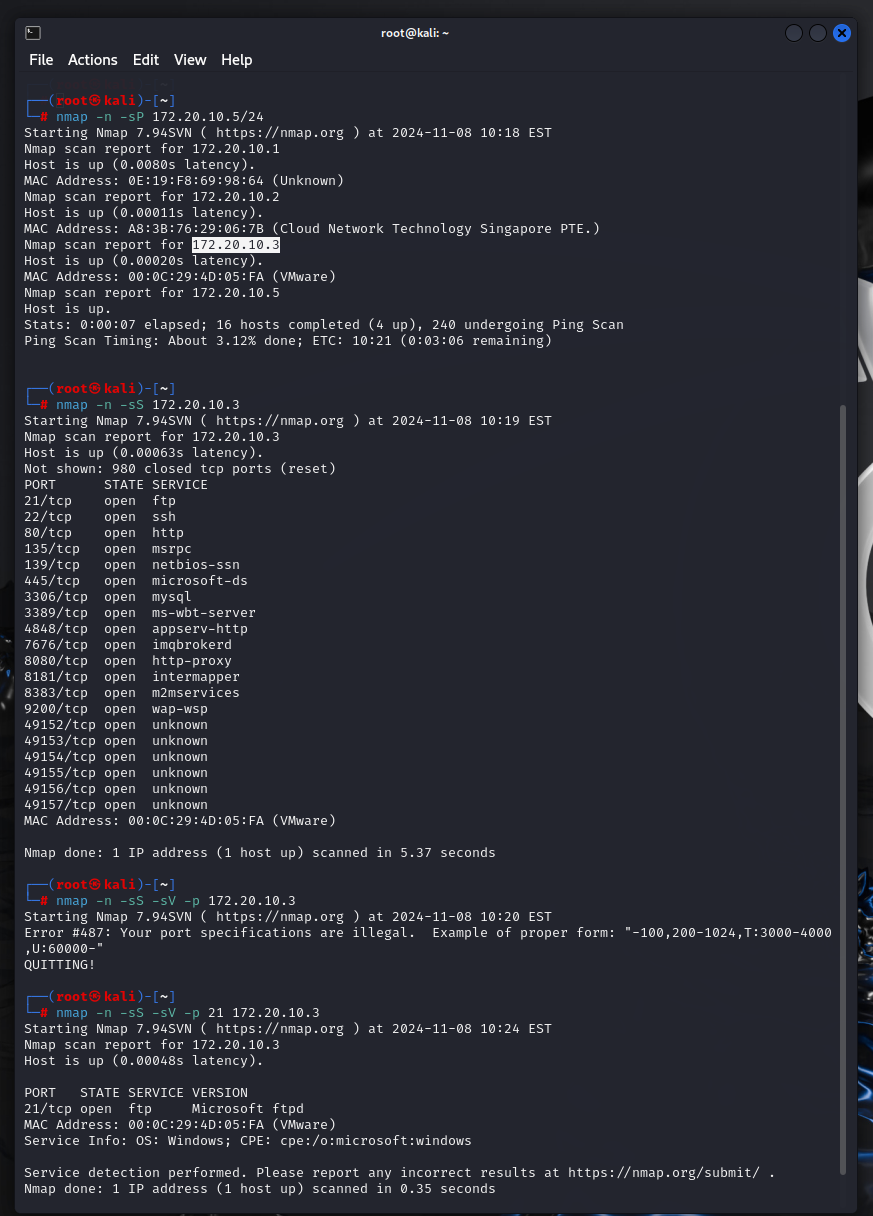 root@kali: ~
File Actions Edit View Help
┌──(root㉿kali)-[~]
└─# nmap -n -sP 172.20.10.5/24
Starting Nmap 7.94SVN ( https://nmap.org ) at 2024-11-08 10:18 EST
Nmap scan report for 172.20.10.1
Host is up (0.0080s latency).
MAC Address: 0E:19:F8:69:98:64 (Unknown)
Nmap scan report for 172.20.10.2
Host is up (0.00011s latency).
MAC Address: A8:3B:76:29:06:7B (Cloud Network Technology Singapore PTE.)
Nmap scan report for 172.20.10.3
Host is up (0.00020s latency).
MAC Address: 00:0C:29:4D:05:FA (VMware)
Nmap scan report for 172.20.10.5
Host is up.
Stats: 0:00:07 elapsed; 16 hosts completed (4 up), 240 undergoing Ping Scan
Ping Scan Timing: About 3.12% done; ETC: 10:21 (0:03:06 remaining)
┌──(root㉿kali)-[~]
└─# nmap -n -sS 172.20.10.3
Starting Nmap 7.94SVN ( https://nmap.org ) at 2024-11-08 10:19 EST
Nmap scan report for 172.20.10.3
Host is up (0.00063s latency).
Not shown: 980 closed tcp ports (reset)
PORT      STATE SERVICE
21/tcp    open  ftp
22/tcp    open  ssh
80/tcp    open  http
135/tcp   open  msrpc
139/tcp   open  netbios-ssn
445/tcp   open  microsoft-ds
3306/tcp  open  mysql
3389/tcp  open  ms-wbt-server
4848/tcp  open  appserv-http
7676/tcp  open  imqbrokerd
8080/tcp  open  http-proxy
8181/tcp  open  intermapper
8383/tcp  open  m2mservices
9200/tcp  open  wap-wsp
49152/tcp open  unknown
49153/tcp open  unknown
49154/tcp open  unknown
49155/tcp open  unknown
49156/tcp open  unknown
49157/tcp open  unknown
MAC Address: 00:0C:29:4D:05:FA (VMware)
Nmap done: 1 IP address (1 host up) scanned in 5.37 seconds
┌──(root㉿kali)-[~]
└─# nmap -n -sS -sV -p 172.20.10.3
Starting Nmap 7.94SVN ( https://nmap.org ) at 2024-11-08 10:20 EST
Error #487: Your port specifications are illegal.  Example of proper form: "-100,200-1024,T:3000-4000
,U:60000-"
QUITTING!
┌──(root㉿kali)-[~]
└─# nmap -n -sS -sV -p 21 172.20.10.3
Starting Nmap 7.94SVN ( https://nmap.org ) at 2024-11-08 10:24 EST
Nmap scan report for 172.20.10.3
Host is up (0.00048s latency).
PORT   STATE SERVICE VERSION
21/tcp open  ftp     Microsoft ftpd
MAC Address: 00:0C:29:4D:05:FA (VMware)
Service Info: OS: Windows; CPE: cpe:/o:microsoft:windows
Service detection performed. Please report any incorrect results at https://nmap.org/submit/ .
Nmap done: 1 IP address (1 host up) scanned in 0.35 seconds